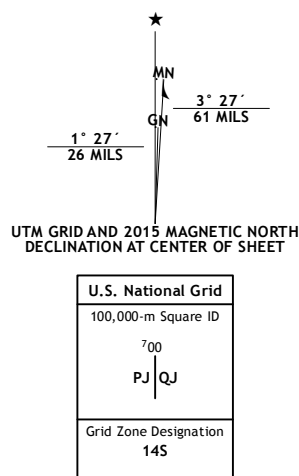 ★
MN
3° 27´
61 MILS
GN
1° 27´
26 MILS
UTM GRID AND 2015 MAGNETIC NORTH
DECLINATION AT CENTER OF SHEET
U.S. National Grid
100,000-m Square ID
⁷00
PJ QJ
Grid Zone Designation
14S